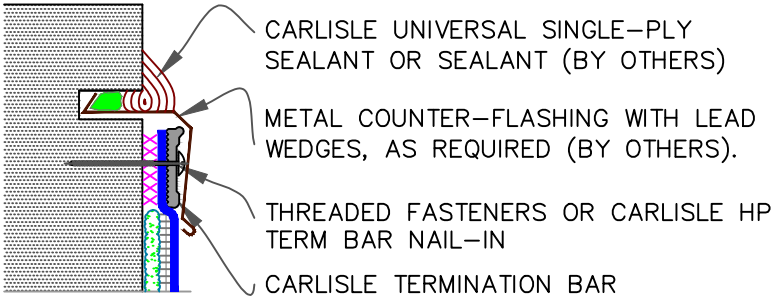 CARLISLE UNIVERSAL SINGLE-PLY
SEALANT OR SEALANT (BY OTHERS)
METAL COUNTER-FLASHING WITH LEAD
WEDGES, AS REQUIRED (BY OTHERS).
THREADED FASTENERS OR CARLISLE HP
TERM BAR NAIL-IN
CARLISLE TERMINATION BAR